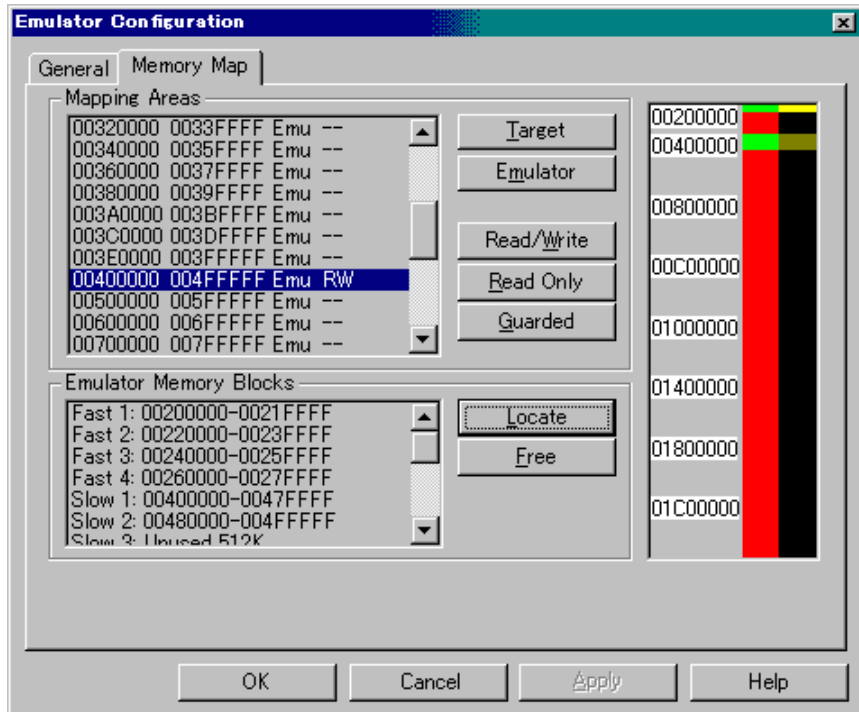 Emulator Configuration
General
Memory Map
Mapping Areas
00320000 0033FFFF Emu --
00340000 0035FFFF Emu --
00360000 0037FFFF Emu --
00380000 0039FFFF Emu --
003A0000 003BFFFF Emu --
003C0000 003DFFFF Emu --
003E0000 003FFFFF Emu --
00400000 004FFFFF Emu RW
00500000 005FFFFF Emu --
00600000 006FFFFF Emu --
00700000 007FFFFF Emu --
Target
Emulator
Read/Write
Read Only
Guarded
Emulator Memory Blocks
Fast 1: 00200000-0021FFFF
Fast 2: 00220000-0023FFFF
Fast 3: 00240000-0025FFFF
Fast 4: 00260000-0027FFFF
Slow 1: 00400000-0047FFFF
Slow 2: 00480000-004FFFFF
Slow 3: Unused 512K
Locate
Free
00200000
00400000
00800000
00C00000
01000000
01400000
01800000
01C00000
OK
Cancel
Apply
Help